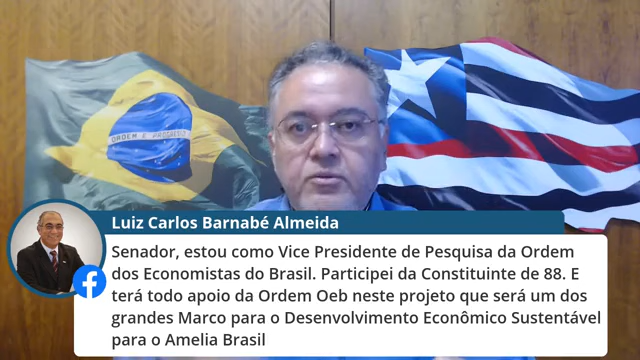 ORDEM E PROGRESSO
Luiz Carlos Barnabé Almeida
Senador, estou como Vice Presidente de Pesquisa da Ordem
dos Economistas do Brasil. Participei da Constituinte de 88. E
terá todo apoio da Ordem Oeb neste projeto que será um dos
grandes Marco para o Desenvolvimento Econômico Sustentável
para o Amelia Brasil